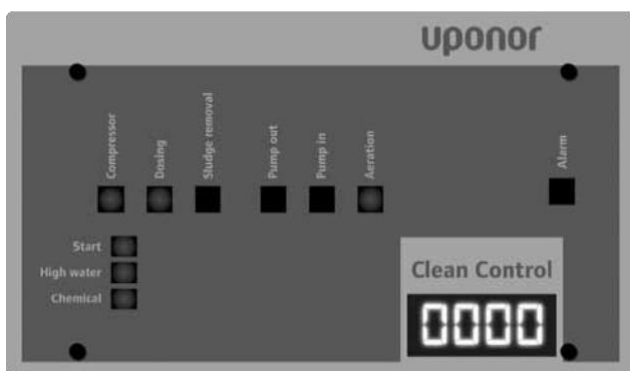 uponor
Compressor
Dosing
Sludge removal
Pump out
Pump in
Aeration
Alarm
Start
High water
Chemical
Clean Control
0000